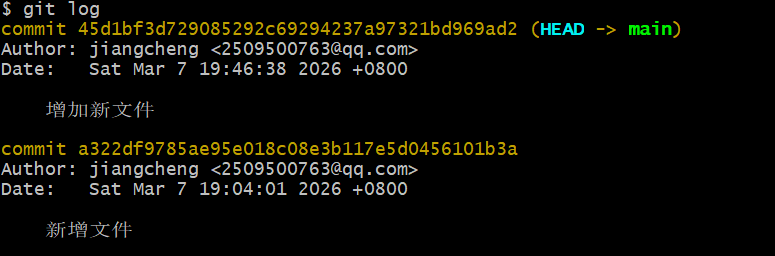 $ git log
commit 45d1bf3d729085292c69294237a97321bd969ad2 (HEAD -> main)
Author: jiangcheng <2509500763@qq.com>
Date:   Sat Mar 7 19:46:38 2026 +0800
    增加新文件
commit a322df9785ae95e018c08e3b117e5d0456101b3a
Author: jiangcheng <2509500763@qq.com>
Date:   Sat Mar 7 19:04:01 2026 +0800
    新增文件